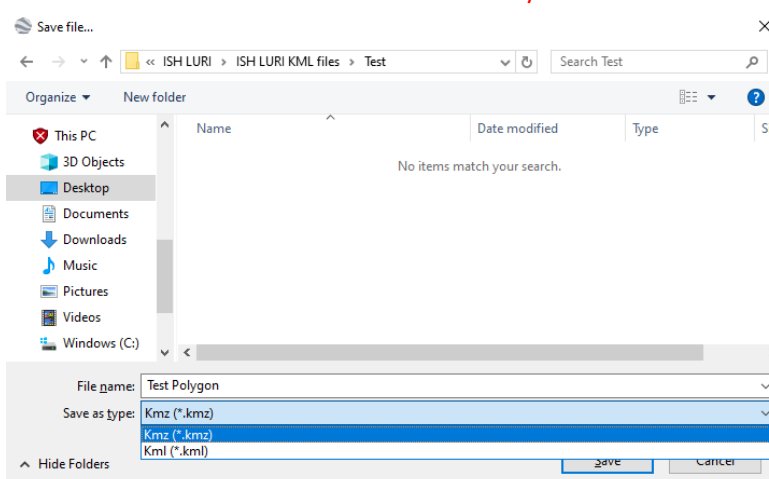 Save file...
« ISH LURI › ISH LURI KML files › Test
Search Test
Organize
New folder
Name
Date modified
Type
S
This PC
3D Objects
Desktop
Documents
Downloads
Music
Pictures
Videos
Windows (C:)
No items match your search.
File name: Test Polygon
Save as type: Kmz (*.kmz)
Kmz (*.kmz)
Kml (*.kml)
Hide Folders
Save
Cancel